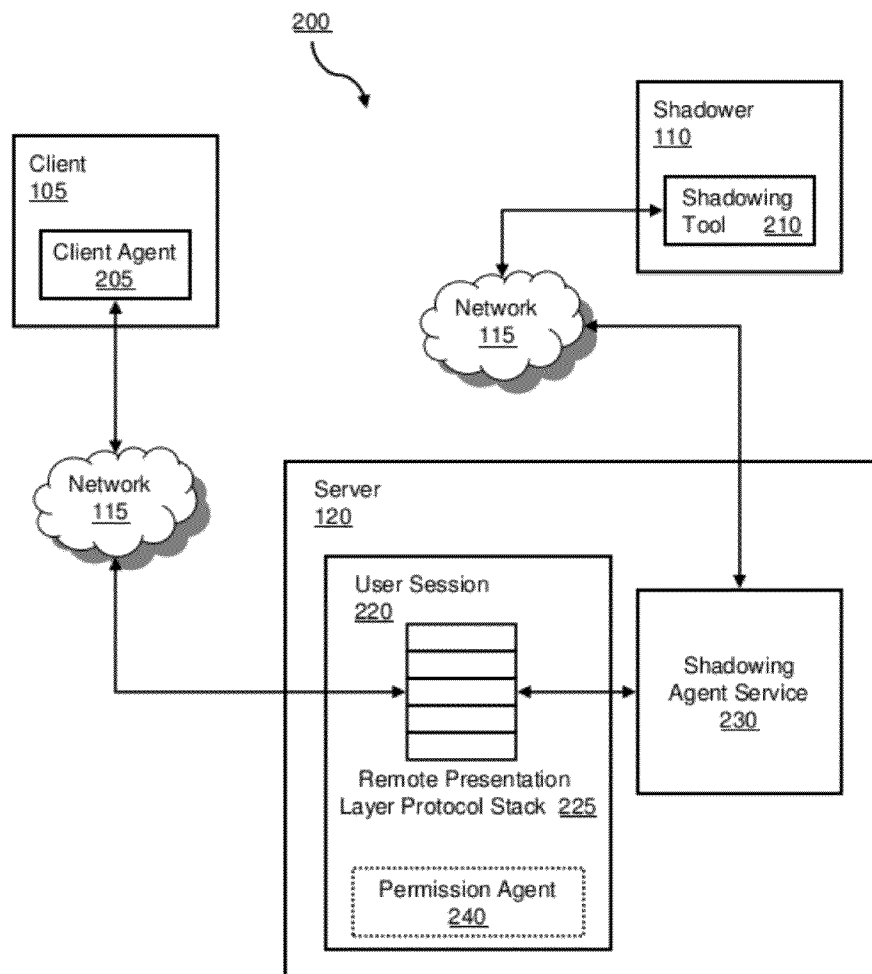 200
Shadower
110
Shadowing
Tool 210
Client
105
Client Agent
205
Network
115
Network
115
Server
120
User Session
220
Shadowing
Agent Service
230
Remote Presentation
Layer Protocol Stack 225
Permission Agent
240